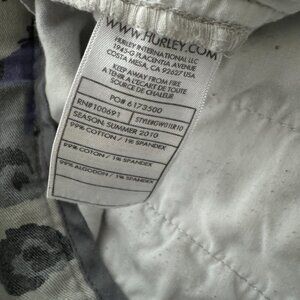 WWW.HURLEY.COM
HURLEY INTERNATIONAL LLC
1945-G PLACENTIA AVENUE
COSTA MESA, CA 92627 USA
KEEP AWAY FROM FIRE
A TENIR A L'ECART DE TOUTE
SOURCE DE CHALEUR
PO# 6173500
RN#100691
SEASON: SUMMER 2010
99% COTTON / 1% SPANDEX
99% COTON / 1% SPANDEX
99% ALGODON / 1% SPANDEX